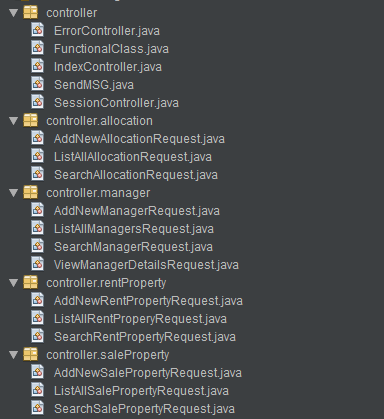 controller
ErrorController.java
FunctionalClass.java
IndexController.java
SendMSG.java
SessionController.java
controller.allocation
AddNewAllocationRequest.java
ListAllAllocationRequest.java
SearchAllocationRequest.java
controller.manager
AddNewManagerRequest.java
ListAllManagersRequest.java
SearchManagerRequest.java
ViewManagerDetailsRequest.java
controller.rentProperty
AddNewRentPropertyRequest.java
ListAllRentProperyRequest.java
SearchRentPropertyRequest.java
controller.saleProperty
AddNewSalePropertyRequest.java
ListAllSalePropertyRequest.java
SearchSalePropertyRequest.java